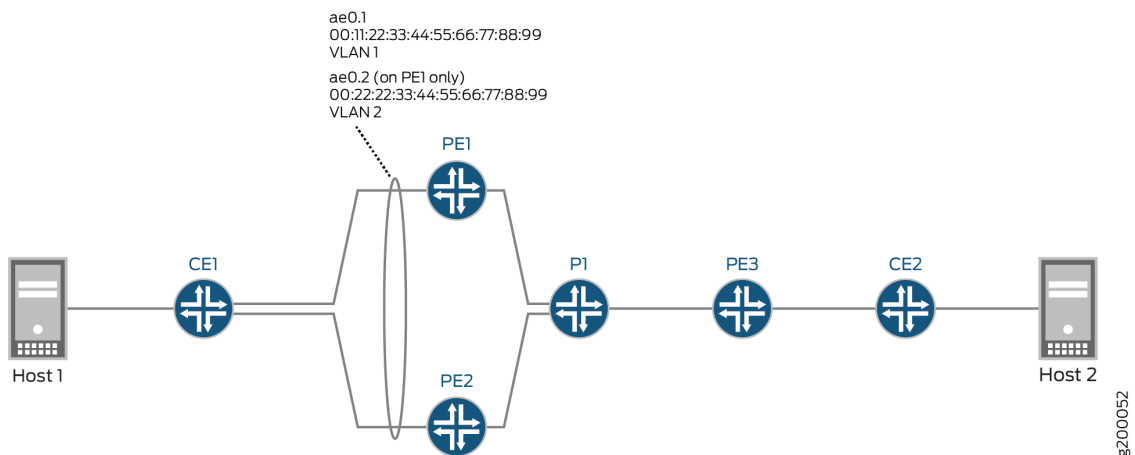 ae0.1
00:11:22:33:44:55:66:77:88:99
VLAN 1
ae0.2 (on PE1 only)
00:22:22:33:44:55:66:77:88:99
VLAN 2
PE1
CE1
P1
PE3
CE2
Host 1
PE2
Host 2
g200052